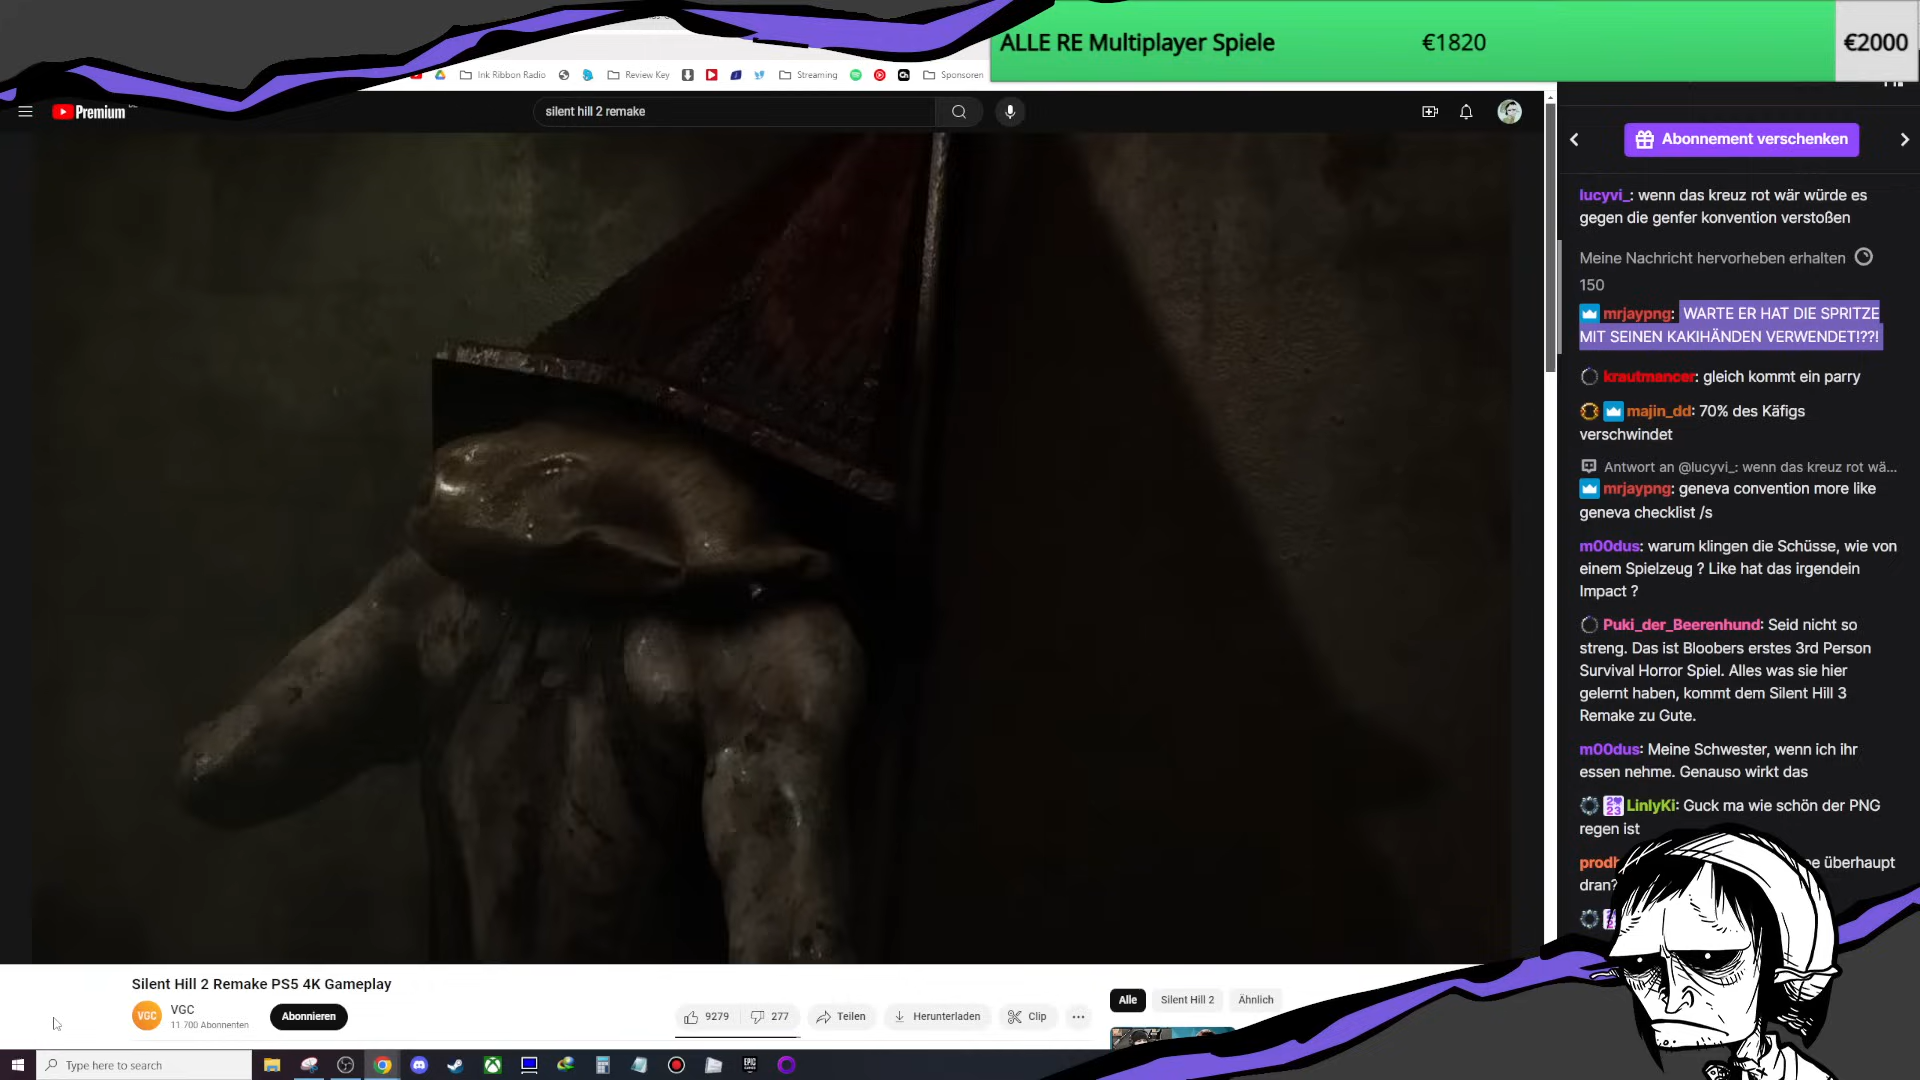 ALLE RE Multiplayer Spiele €1820 €2000
Ink Ribbon Radio Review Key Streaming Sponsoren
Premium silent hill 2 remake
Abonnement verschenken
lucyvi_: wenn das kreuz rot wär würde es
gegen die genfer konvention verstoßen
Meine Nachricht hervorheben erhalten
150
mrjaypng: WARTE ER HAT DIE SPRITZE
MIT SEINEN KAKIHÄNDEN VERWENDET!??!
krautmancer: gleich kommt ein parry
majin_dd: 70% des Käfigs
verschwindet
Antwort an @lucyvi_: wenn das kreuz rot wä...
mrjaypng: geneva convention more like
geneva checklist /s
m00dus: warum klingen die Schüsse, wie von
einem Spielzeug ? Like hat das irgendein
Impact ?
Puki_der_Beerenhund: Seid nicht so
streng. Das ist Bloobers erstes 3rd Person
Survival Horror Spiel. Alles was sie hier
gelernt haben, kommt dem Silent Hill 3
Remake zu Gute.
m00dus: Meine Schwester, wenn ich ihr
essen nehme. Genauso wirkt das
2023 LinlyKi: Guck ma wie schön der PNG
regen ist
überhaupt
dran?
Silent Hill 2 Remake PS5 4K Gameplay
VGC VGC
11.700 Abonnenten
Abonnieren
9279 277 Teilen Herunterladen Clip
Alle Silent Hill 2 Ähnlich
Type here to search
EPIC GAMES